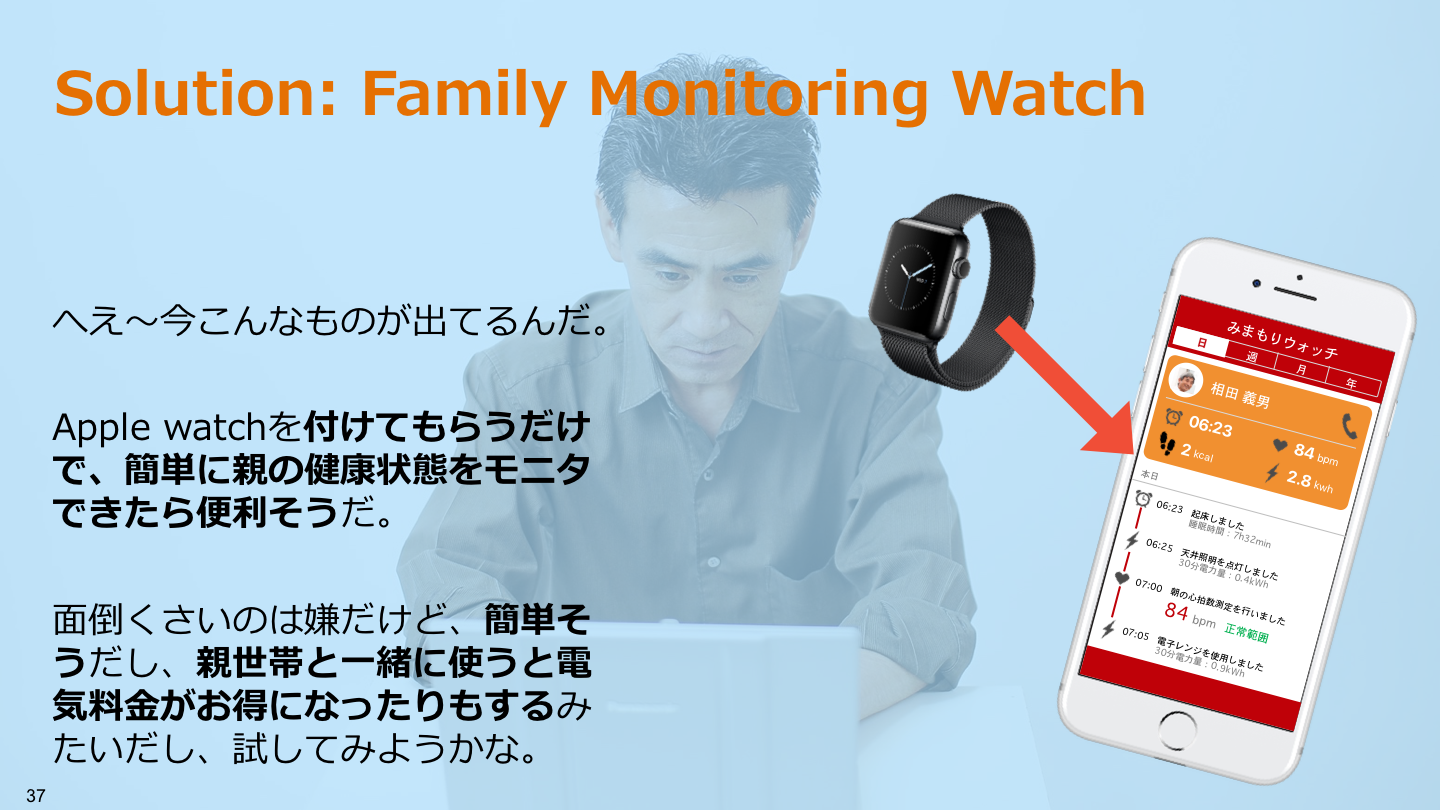 Solution: Family Monitoring Watch
へえ～今こんなものが出てるんだ。
Apple watchを付けてもらうだけ
で、簡単に親の健康状態をモニタ
できたら便利そうだ。
面倒くさいのは嫌だけど、簡単そ
うだし、親世帯と一緒に使うと電
気料金がお得になったりもするみ
たいだし、試してみようかな。
みまもりウォッチ
日 週 月 年
相田 義男
06:23
84 bpm
2 kcal
2.8 kwh
本日
06:23 起床しました
睡眠時間：7h32min
06:25 天井照明を点灯しました
30分電力量：0.4kWh
07:00 朝の心拍数測定を行いました
84 bpm 正常範囲
07:05 電子レンジを使用しました
30分電力量：0.9kWh
37